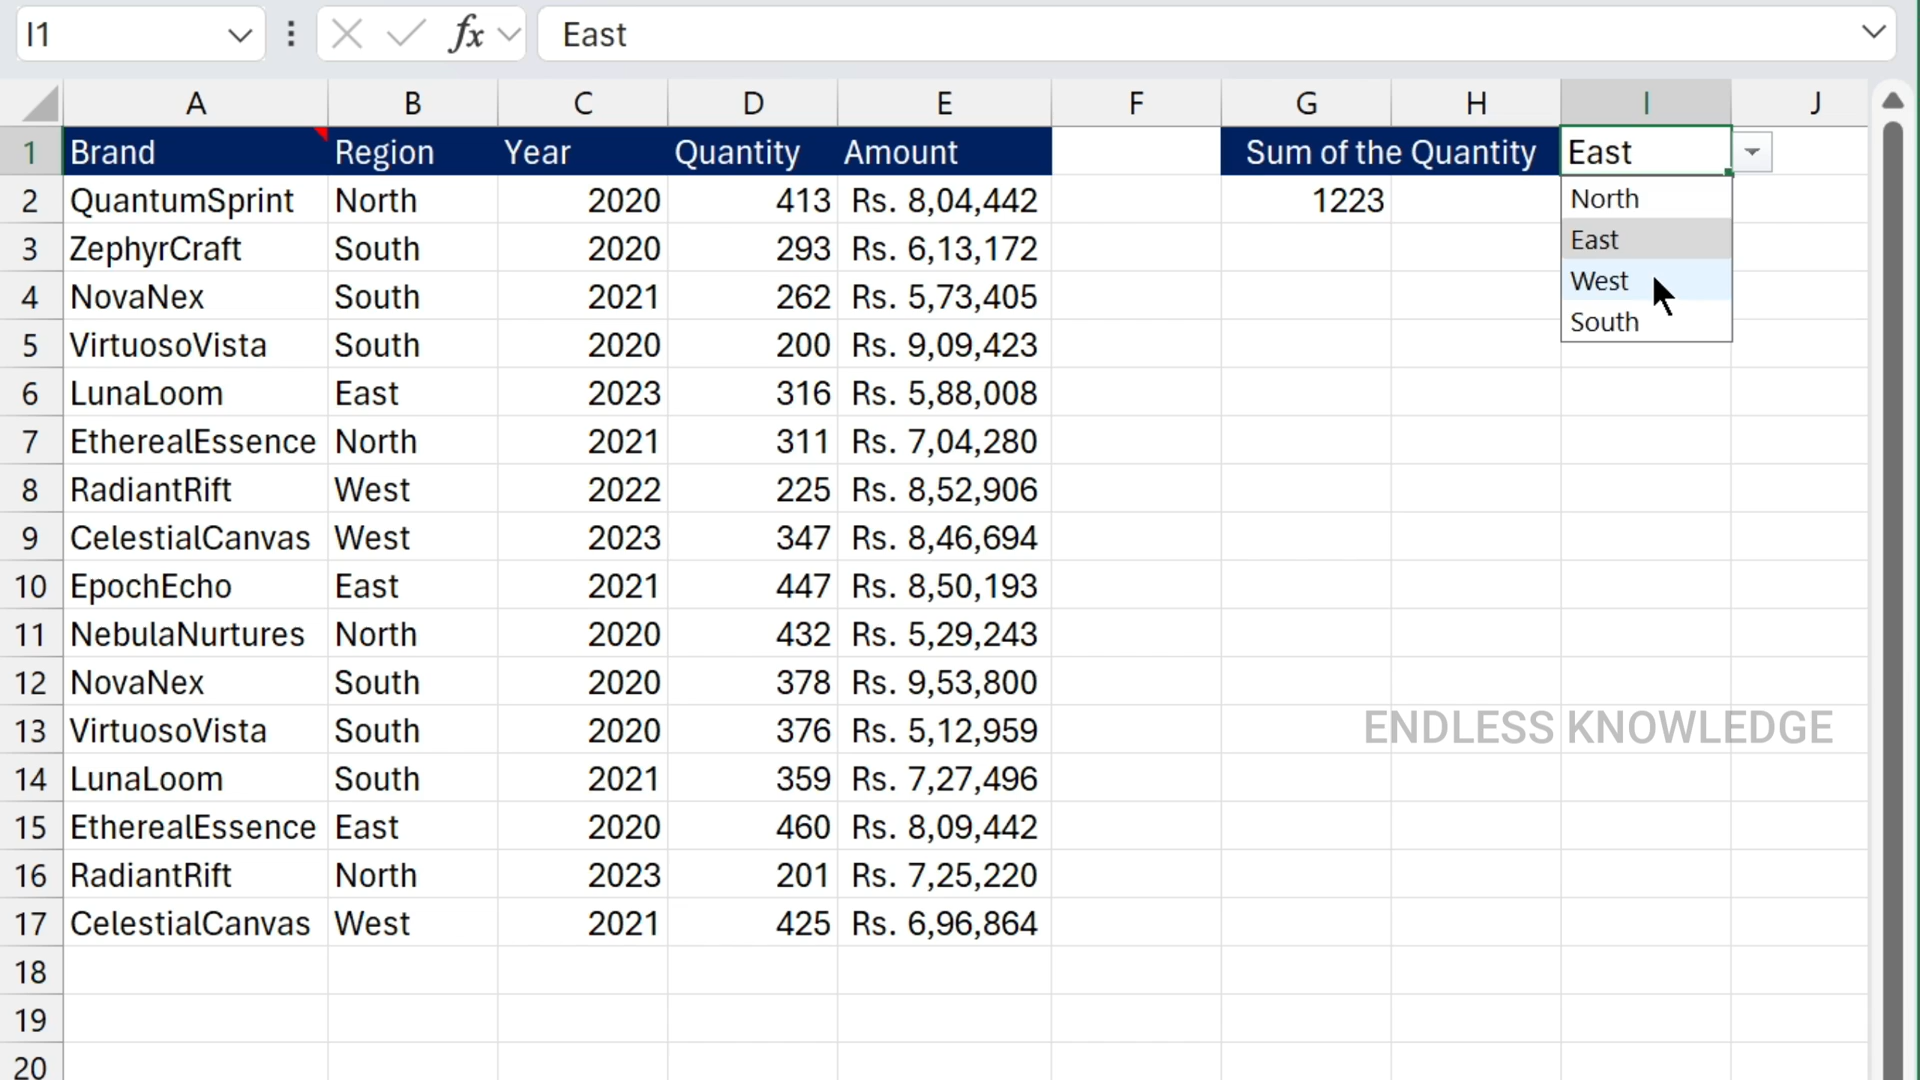 I1 fx East
A B C D E F G H I J
1 Brand Region Year Quantity Amount Sum of the Quantity East
2 QuantumSprint North 2020 413 Rs. 8,04,442 1223 North
3 ZephyrCraft South 2020 293 Rs. 6,13,172 East
4 NovaNex South 2021 262 Rs. 5,73,405 West
5 VirtuosoVista South 2020 200 Rs. 9,09,423 South
6 LunaLoom East 2023 316 Rs. 5,88,008
7 EtherealEssence North 2021 311 Rs. 7,04,280
8 RadiantRift West 2022 225 Rs. 8,52,906
9 CelestialCanvas West 2023 347 Rs. 8,46,694
10 EpochEcho East 2021 447 Rs. 8,50,193
11 NebulaNurtures North 2020 432 Rs. 5,29,243
12 NovaNex South 2020 378 Rs. 9,53,800
13 VirtuosoVista South 2020 376 Rs. 5,12,959 ENDLESS KNOWLEDGE
14 LunaLoom South 2021 359 Rs. 7,27,496
15 EtherealEssence East 2020 460 Rs. 8,09,442
16 RadiantRift North 2023 201 Rs. 7,25,220
17 CelestialCanvas West 2021 425 Rs. 6,96,864
18
19
20